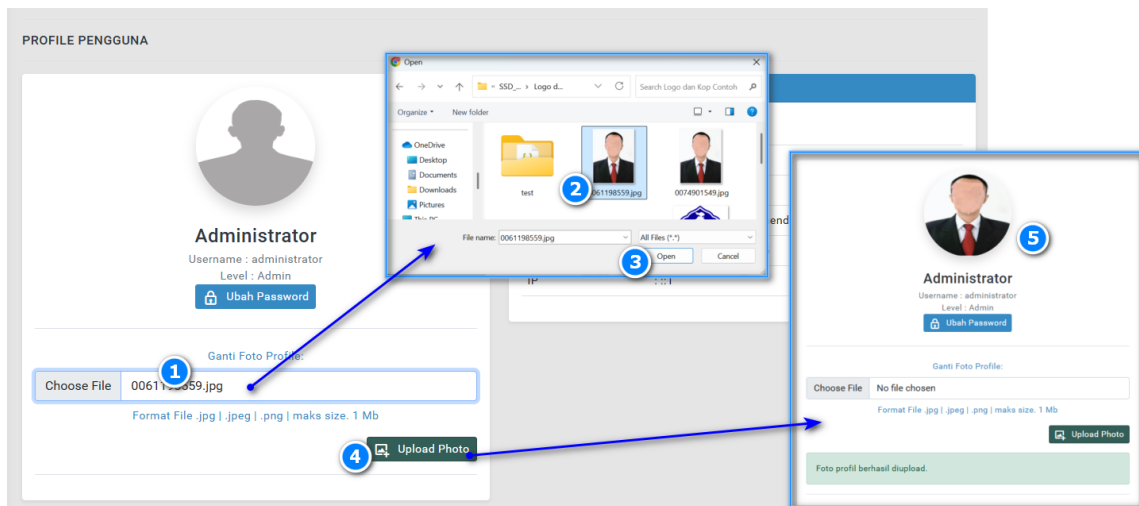 PROFILE PENGGUNA
Administrator
Username : administrator
Level : Admin
Ubah Password
Ganti Foto Profile:
1
Choose File 0061198559.jpg
Format File .jpg | .jpeg | .png | maks size. 1 Mb
4
Upload Photo
Open
SSD_... › Logo d...
Search Logo dan Kop Contoh
Organize
New folder
OneDrive
Desktop
Documents
Downloads
Pictures
This PC
test
2
0074901549.jpg
File name: 0061198559.jpg
All Files (*.*)
3
Open
Cancel
end
IP : ::1
5
Administrator
Username : administrator
Level : Admin
Ubah Password
Ganti Foto Profile:
Choose File No file chosen
Format File .jpg | .jpeg | .png | maks size. 1 Mb
Upload Photo
Foto profil berhasil diupload.